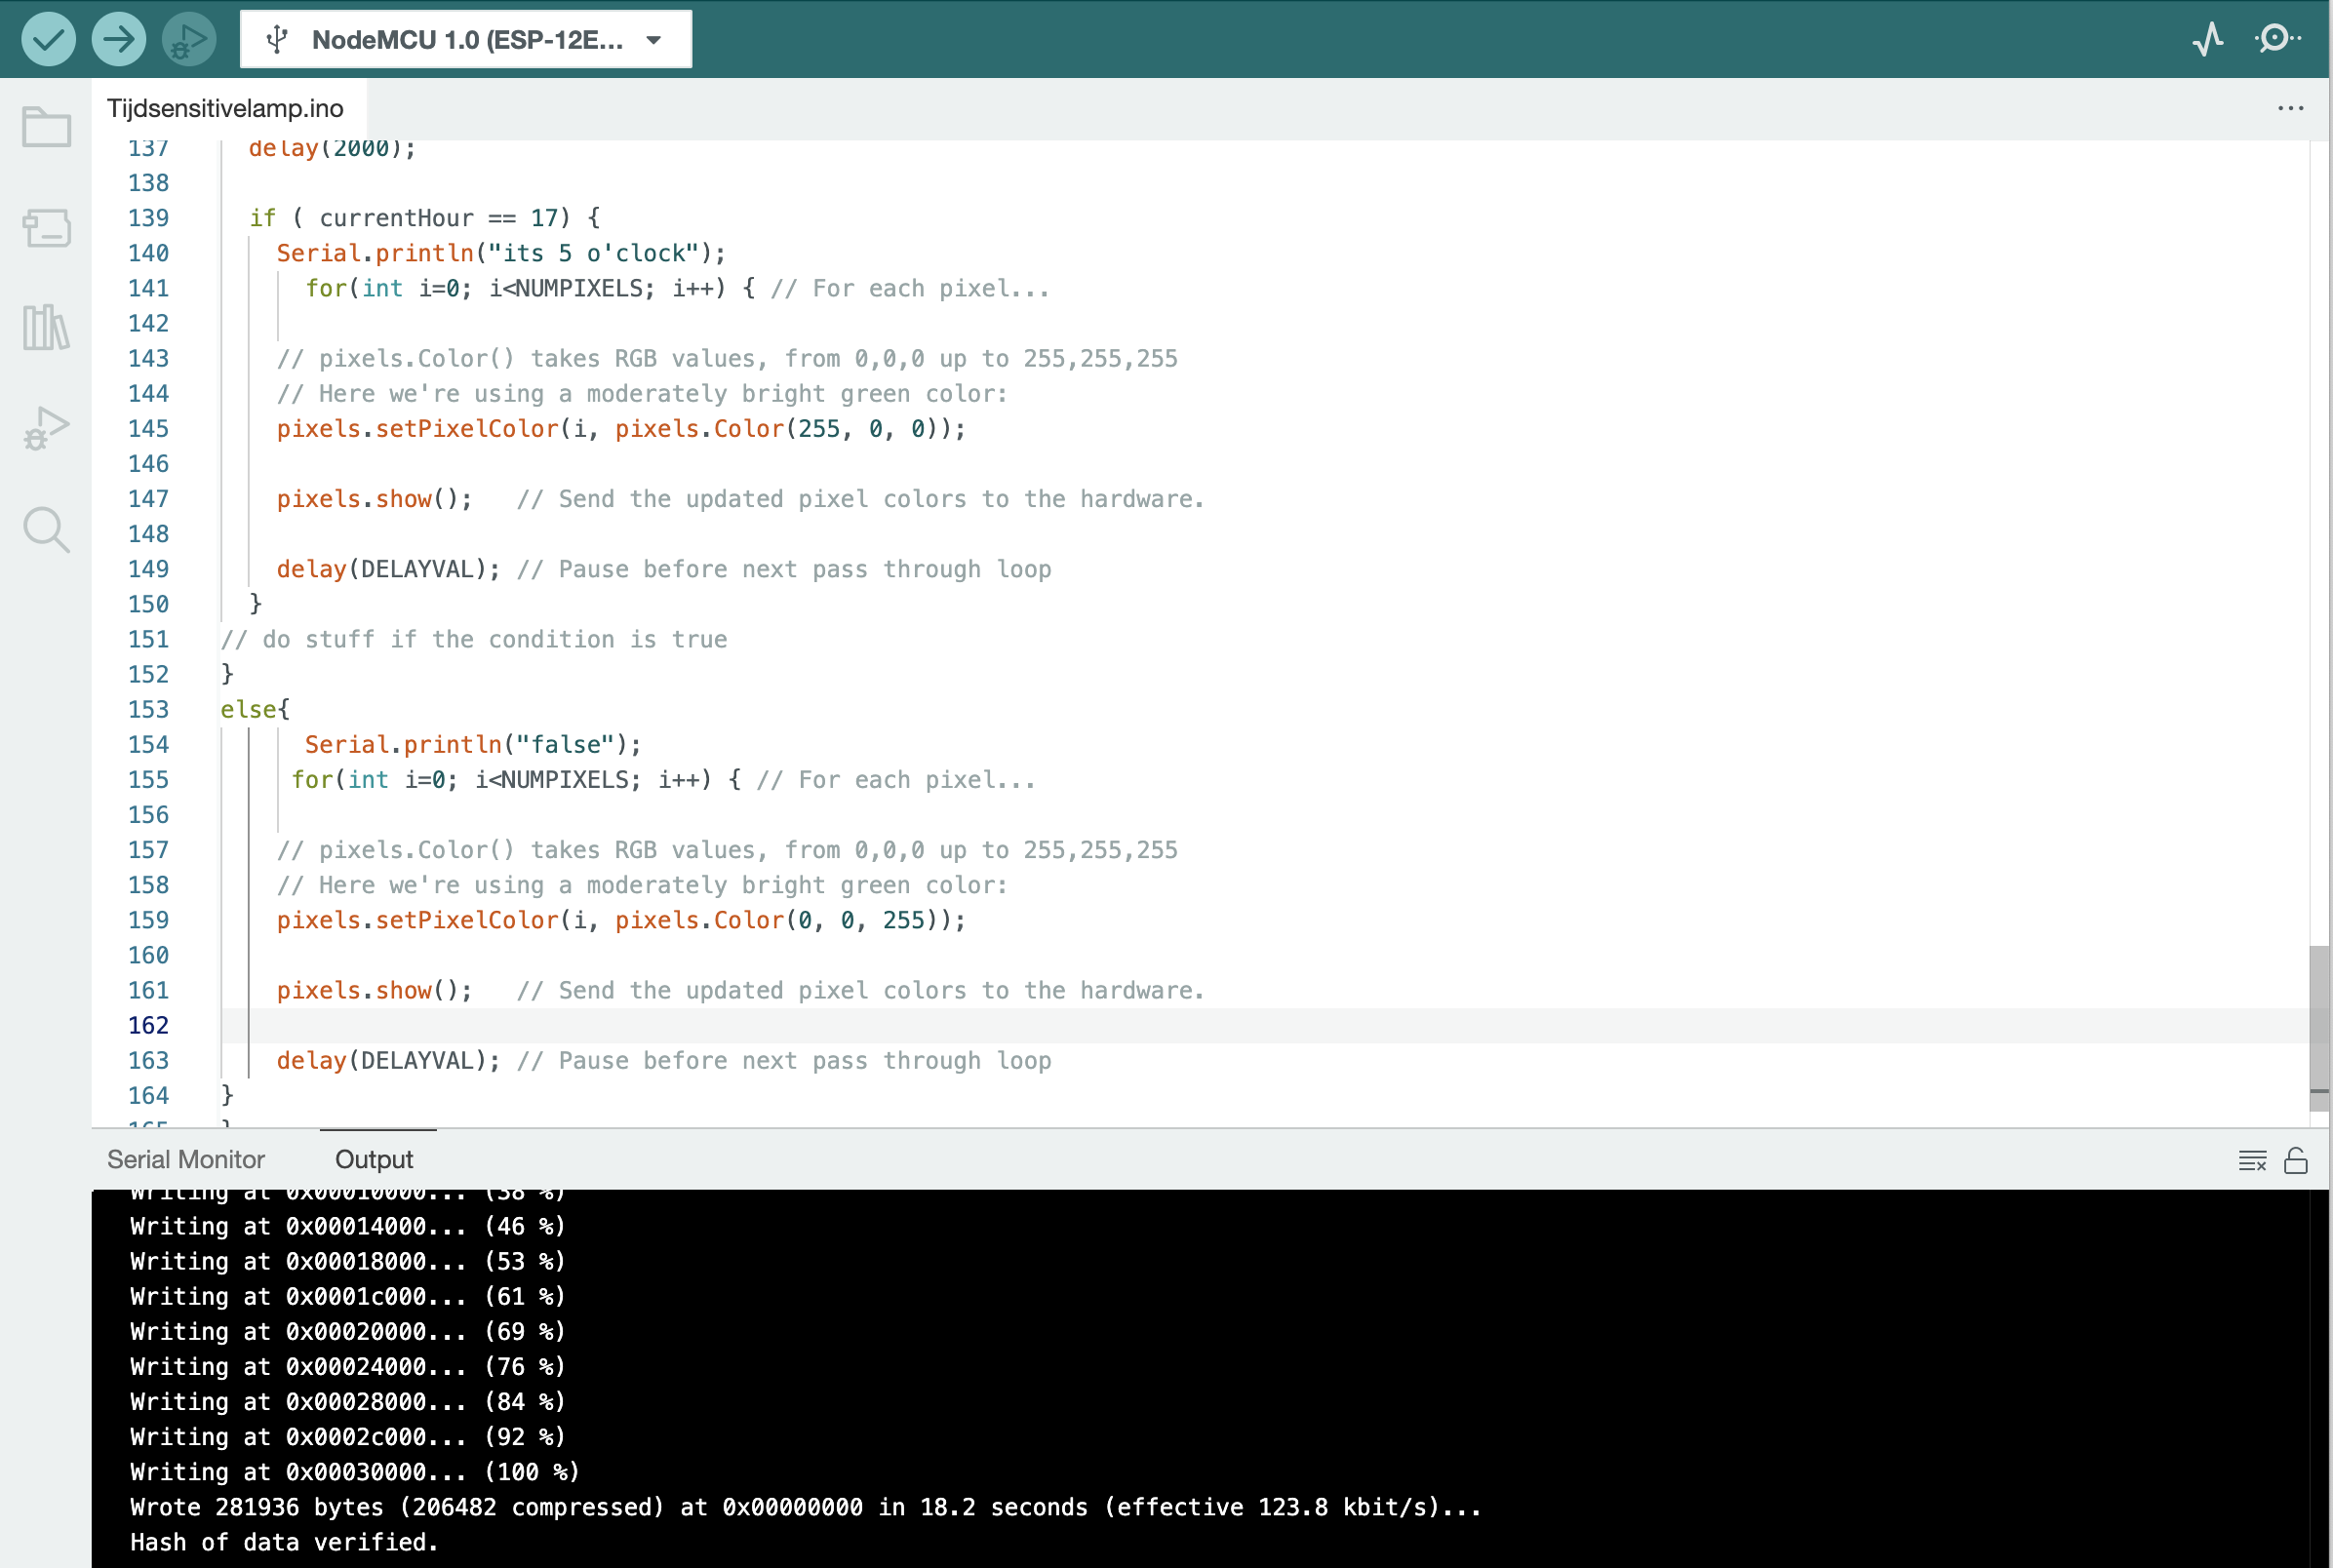 NodeMCU 1.0 (ESP-12E...
Tijdsensitivelamp.ino
...
137 delay(2000);
138
139 if ( currentHour == 17) {
140 Serial.println("its 5 o'clock");
141 for(int i=0; i<NUMPIXELS; i++) { // For each pixel...
142
143 // pixels.Color() takes RGB values, from 0,0,0 up to 255,255,255
144 // Here we're using a moderately bright green color:
145 pixels.setPixelColor(i, pixels.Color(255, 0, 0));
146
147 pixels.show();   // Send the updated pixel colors to the hardware.
148
149 delay(DELAYVAL); // Pause before next pass through loop
150 }
151 // do stuff if the condition is true
152 }
153 else{
154 Serial.println("false");
155 for(int i=0; i<NUMPIXELS; i++) { // For each pixel...
156
157 // pixels.Color() takes RGB values, from 0,0,0 up to 255,255,255
158 // Here we're using a moderately bright green color:
159 pixels.setPixelColor(i, pixels.Color(0, 0, 255));
160
161 pixels.show();   // Send the updated pixel colors to the hardware.
162
163 delay(DELAYVAL); // Pause before next pass through loop
164 }
165 }
Serial Monitor Output
Writing at 0x00010000... (38 %)
Writing at 0x00014000... (46 %)
Writing at 0x00018000... (53 %)
Writing at 0x0001c000... (61 %)
Writing at 0x00020000... (69 %)
Writing at 0x00024000... (76 %)
Writing at 0x00028000... (84 %)
Writing at 0x0002c000... (92 %)
Writing at 0x00030000... (100 %)
Wrote 281936 bytes (206482 compressed) at 0x00000000 in 18.2 seconds (effective 123.8 kbit/s)...
Hash of data verified.